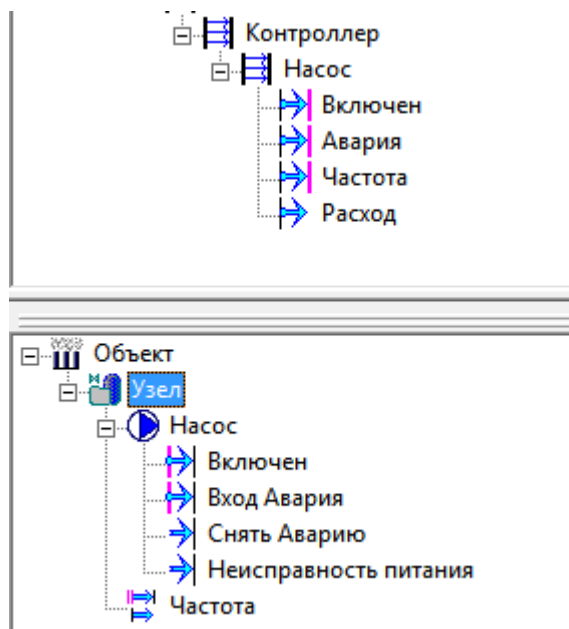 Контроллер
Насос
Включен
Авария
Частота
Расход
Объект
Узел
Насос
Включен
Вход Авария
Снять Аварию
Неисправность питания
Частота